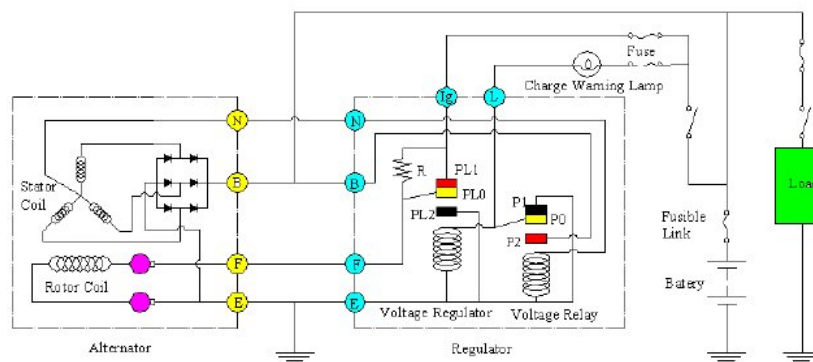 Fuse
Charge Warning Lamp
Ig
L
N
N
Stator
Coil
B
B
R
PL1
PL0
PL2
P1
P0
P2
Load
Fusible
Link
Rotor Coil
F
F
E
E
Voltage Regulator
Voltage Relay
Batery
Alternator
Regulator